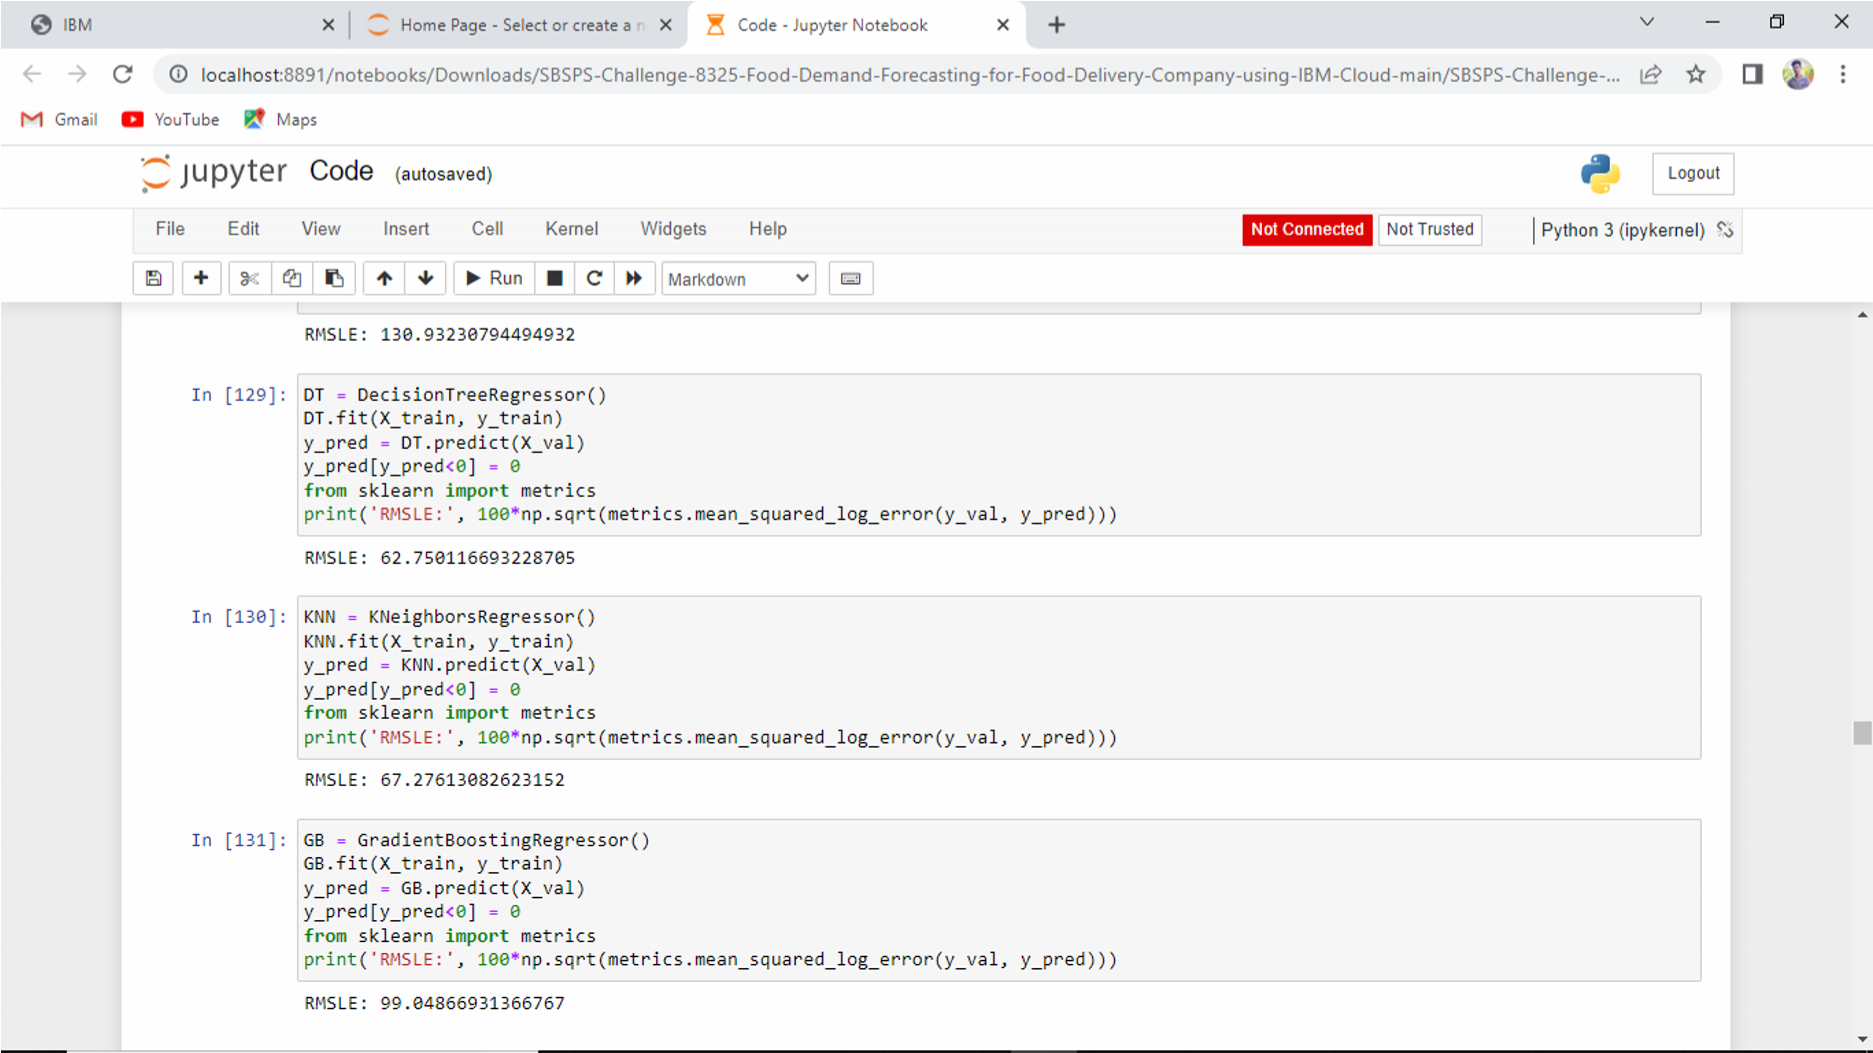 IBM
Home Page - Select or create a n
Code - Jupyter Notebook
localhost:8891/notebooks/Downloads/SBSPS-Challenge-8325-Food-Demand-Forecasting-for-Food-Delivery-Company-using-IBM-Cloud-main/SBSPS-Challenge-...
Gmail YouTube Maps
jupyter Code (autosaved) Logout
File Edit View Insert Cell Kernel Widgets Help Not Connected Not Trusted Python 3 (ipykernel)
Run Markdown
RMSLE: 130.93230794494932
In [129]: DT = DecisionTreeRegressor()
DT.fit(X_train, y_train)
y_pred = DT.predict(X_val)
y_pred[y_pred<0] = 0
from sklearn import metrics
print('RMSLE:', 100*np.sqrt(metrics.mean_squared_log_error(y_val, y_pred)))
RMSLE: 62.750116693228705
In [130]: KNN = KNeighborsRegressor()
KNN.fit(X_train, y_train)
y_pred = KNN.predict(X_val)
y_pred[y_pred<0] = 0
from sklearn import metrics
print('RMSLE:', 100*np.sqrt(metrics.mean_squared_log_error(y_val, y_pred)))
RMSLE: 67.27613082623152
In [131]: GB = GradientBoostingRegressor()
GB.fit(X_train, y_train)
y_pred = GB.predict(X_val)
y_pred[y_pred<0] = 0
from sklearn import metrics
print('RMSLE:', 100*np.sqrt(metrics.mean_squared_log_error(y_val, y_pred)))
RMSLE: 99.04866931366767